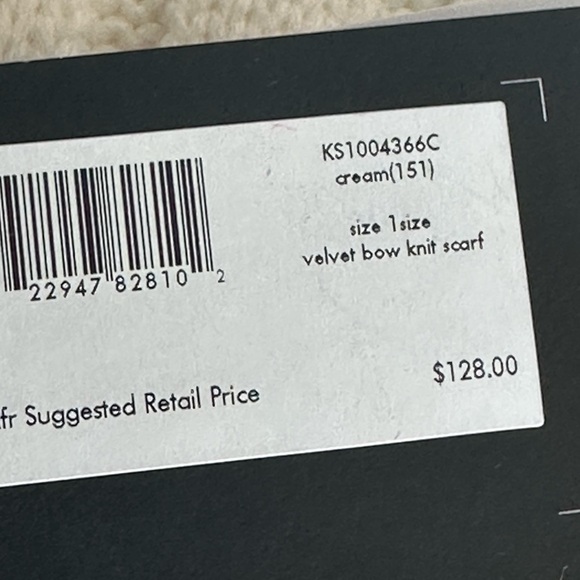 KS1004366C
cream(151)
size 1size
velvet bow knit scarf
22947 82810 2
$128.00
fr Suggested Retail Price